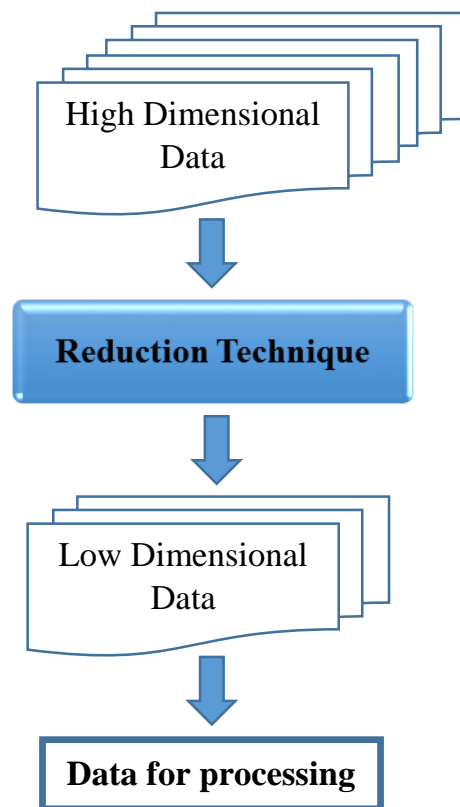 High Dimensional
Data
Reduction Technique
Low Dimensional
Data
Data for processing